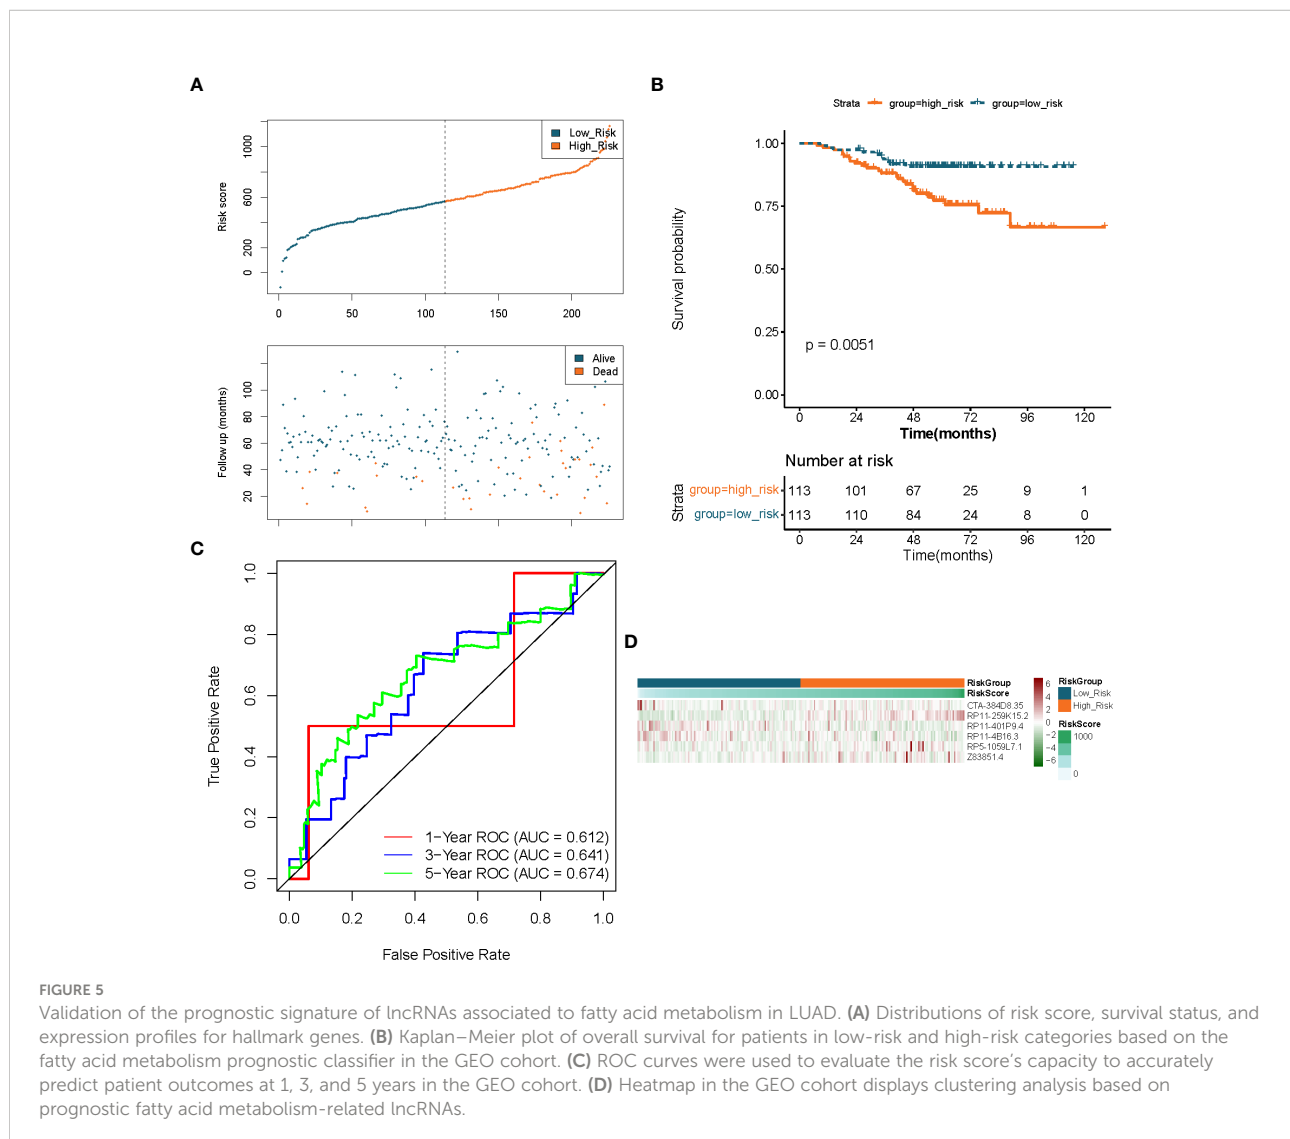 A
Low_Risk
High_Risk
Risk score
1000
600
200
0
0 50 100 150 200
Alive
Dead
Follow up (months)
100
80
60
40
20
B
Strata group=high_risk group=low_risk
Survival probability
1.00
0.75
0.50
0.25
0.00
p = 0.0051
0 24 48 72 96 120
Time(months)
Number at risk
Strata
group=high_risk 113 101 67 25 9 1
group=low_risk 113 110 84 24 8 0
0 24 48 72 96 120
Time(months)
C
True Positive Rate
1.0
0.8
0.6
0.4
0.2
0.0
1-Year ROC (AUC = 0.612)
3-Year ROC (AUC = 0.641)
5-Year ROC (AUC = 0.674)
0.0 0.2 0.4 0.6 0.8 1.0
False Positive Rate
D
RiskGroup
RiskScore
CTA-384D8.35
RP11-259K15.2
RP11-401P9.4
RP11-4B16.3
RP5-1059L7.1
Z83851.4
6
4
2
0
−2
−4
−6
RiskGroup
Low_Risk
High_Risk
RiskScore
1000
0
FIGURE 5
Validation of the prognostic signature of lncRNAs associated to fatty acid metabolism in LUAD. (A) Distributions of risk score, survival status, and
expression profiles for hallmark genes. (B) Kaplan–Meier plot of overall survival for patients in low-risk and high-risk categories based on the
fatty acid metabolism prognostic classifier in the GEO cohort. (C) ROC curves were used to evaluate the risk score's capacity to accurately
predict patient outcomes at 1, 3, and 5 years in the GEO cohort. (D) Heatmap in the GEO cohort displays clustering analysis based on
prognostic fatty acid metabolism-related lncRNAs.